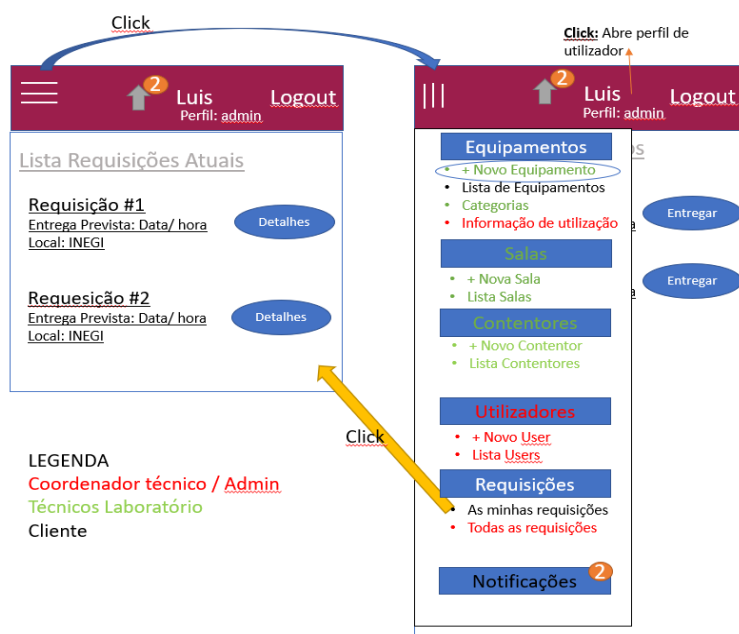 Click
Click: Abre perfil de
utilizador
2
Luis
Logout
Perfil: admin
Lista Requisições Atuais
Requisição #1
Entrega Prevista: Data/ hora
Local: INEGI
Detalhes
Requesição #2
Entrega Prevista: Data/ hora
Local: INEGI
Detalhes
LEGENDA
Coordenador técnico / Admin
Técnicos Laboratório
Cliente
2
Luis
Logout
Perfil: admin
Equipamentos
+ Novo Equipamento
Lista de Equipamentos
Categorias
Informação de utilização
Salas
+ Nova Sala
Lista Salas
Contentores
+ Novo Contentor
Lista Contentores
Utilizadores
+ Novo User
Lista Users
Requisições
As minhas requisições
Todas as requisições
Notificações
2
Entregar
Entregar
Click